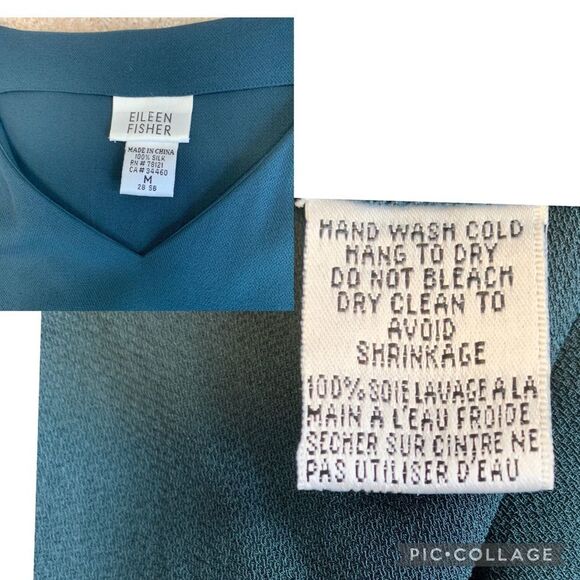 EILEEN
FISHER
MADE IN CHINA
100% SILK
RN# 78121
CA# 34460
M
28 56
HAND WASH COLD
HANG TO DRY
DO NOT BLEACH
DRY CLEAN TO
AVOID
SHRINKAGE
100% SOIE LAVAGE A LA
MAIN A L'EAU FROIDE
SECHER SUR CINTRE NE
PAS UTILISER D'EAU
PIC•COLLAGE